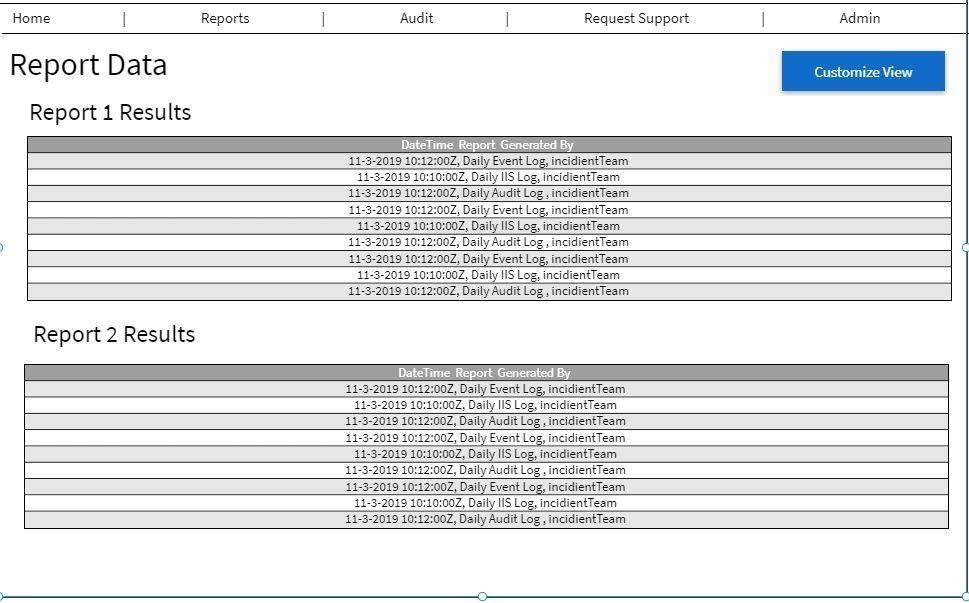 Home | Reports | Audit | Request Support | Admin
Report Data
Customize View
Report 1 Results
DateTime Report Generated By
11-3-2019 10:12:00Z, Daily Event Log, incidientTeam
11-3-2019 10:10:00Z, Daily IIS Log, incidientTeam
11-3-2019 10:12:00Z, Daily Audit Log , incidientTeam
11-3-2019 10:12:00Z, Daily Event Log, incidientTeam
11-3-2019 10:10:00Z, Daily IIS Log, incidientTeam
11-3-2019 10:12:00Z, Daily Audit Log , incidientTeam
11-3-2019 10:12:00Z, Daily Event Log, incidientTeam
11-3-2019 10:10:00Z, Daily IIS Log, incidientTeam
11-3-2019 10:12:00Z, Daily Audit Log , incidientTeam
Report 2 Results
DateTime Report Generated By
11-3-2019 10:12:00Z, Daily Event Log, incidientTeam
11-3-2019 10:10:00Z, Daily IIS Log, incidientTeam
11-3-2019 10:12:00Z, Daily Audit Log , incidientTeam
11-3-2019 10:12:00Z, Daily Event Log, incidientTeam
11-3-2019 10:10:00Z, Daily IIS Log, incidientTeam
11-3-2019 10:12:00Z, Daily Audit Log , incidientTeam
11-3-2019 10:12:00Z, Daily Event Log, incidientTeam
11-3-2019 10:10:00Z, Daily IIS Log, incidientTeam
11-3-2019 10:12:00Z, Daily Audit Log , incidientTeam